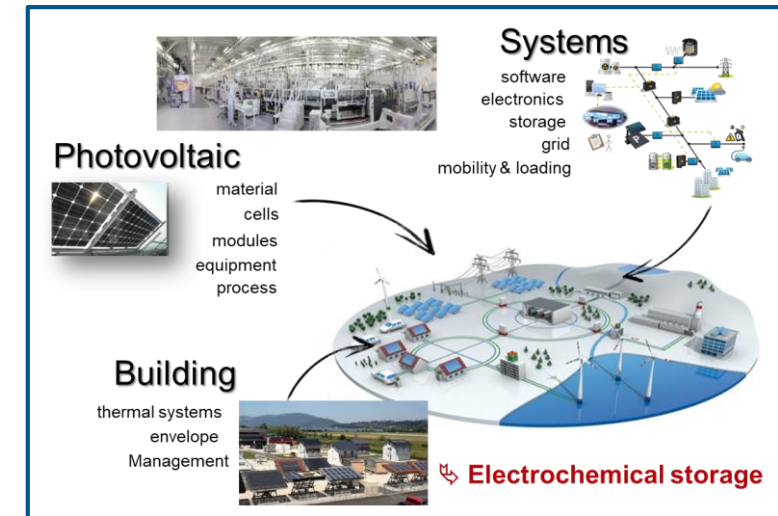 Systems
software
electronics
storage
grid
mobility & loading
Photovoltaic
material
cells
modules
equipment
process
Building
thermal systems
envelope
Management
Electrochemical storage